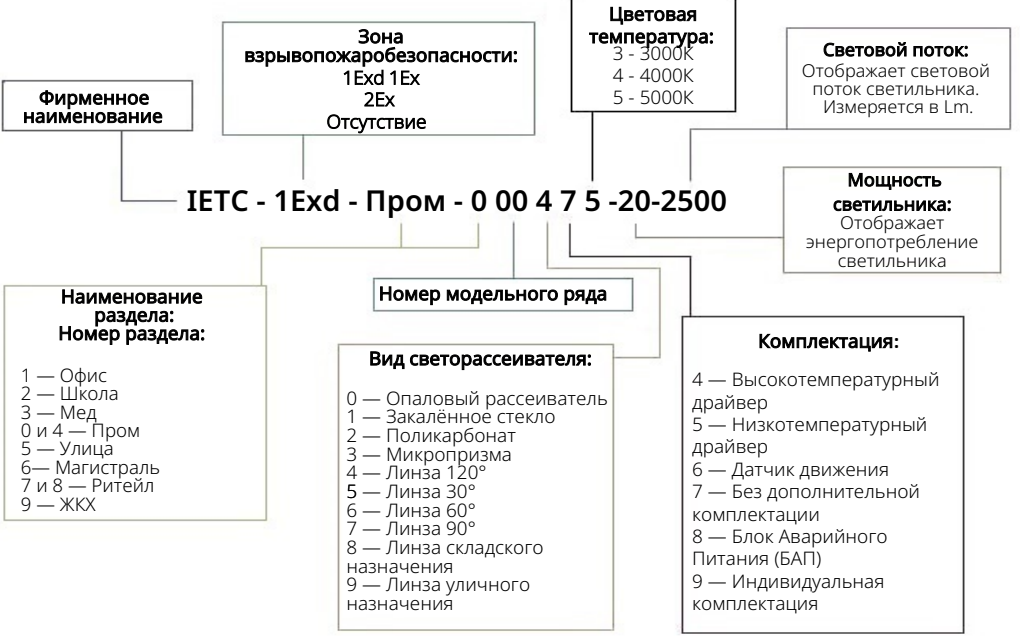 Цветовая
температура:
3 - 3000К
4 - 4000К
5 - 5000К
Зона
взрывопожаробезопасности:
1Exd 1Ex
2Ex
Отсутствие
Световой поток:
Отображает световой
поток светильника.
Измеряется в Lm.
Фирменное
наименование
IETC - 1Exd - Пром - 0 00 4 7 5 -20-2500
Мощность
светильника:
Отображает
энергопотребление
светильника
Наименование
раздела:
Номер раздела:
1 — Офис
2 — Школа
3 — Мед
0 и 4 — Пром
5 — Улица
6— Магистраль
7 и 8 — Ритейл
9 — ЖКХ
Номер модельного ряда
Вид светорассеивателя:
0 — Опаловый рассеиватель
1 — Закалённое стекло
2 — Поликарбонат
3 — Микропризма
4 — Линза 120°
5 — Линза 30°
6 — Линза 60°
7 — Линза 90°
8 — Линза складского
назначения
9 — Линза уличного
назначения
Комплектация:
4 — Высокотемпературный
драйвер
5 — Низкотемпературный
драйвер
6 — Датчик движения
7 — Без дополнительной
комплектации
8 — Блок Аварийного
Питания (БАП)
9 — Индивидуальная
комплектация